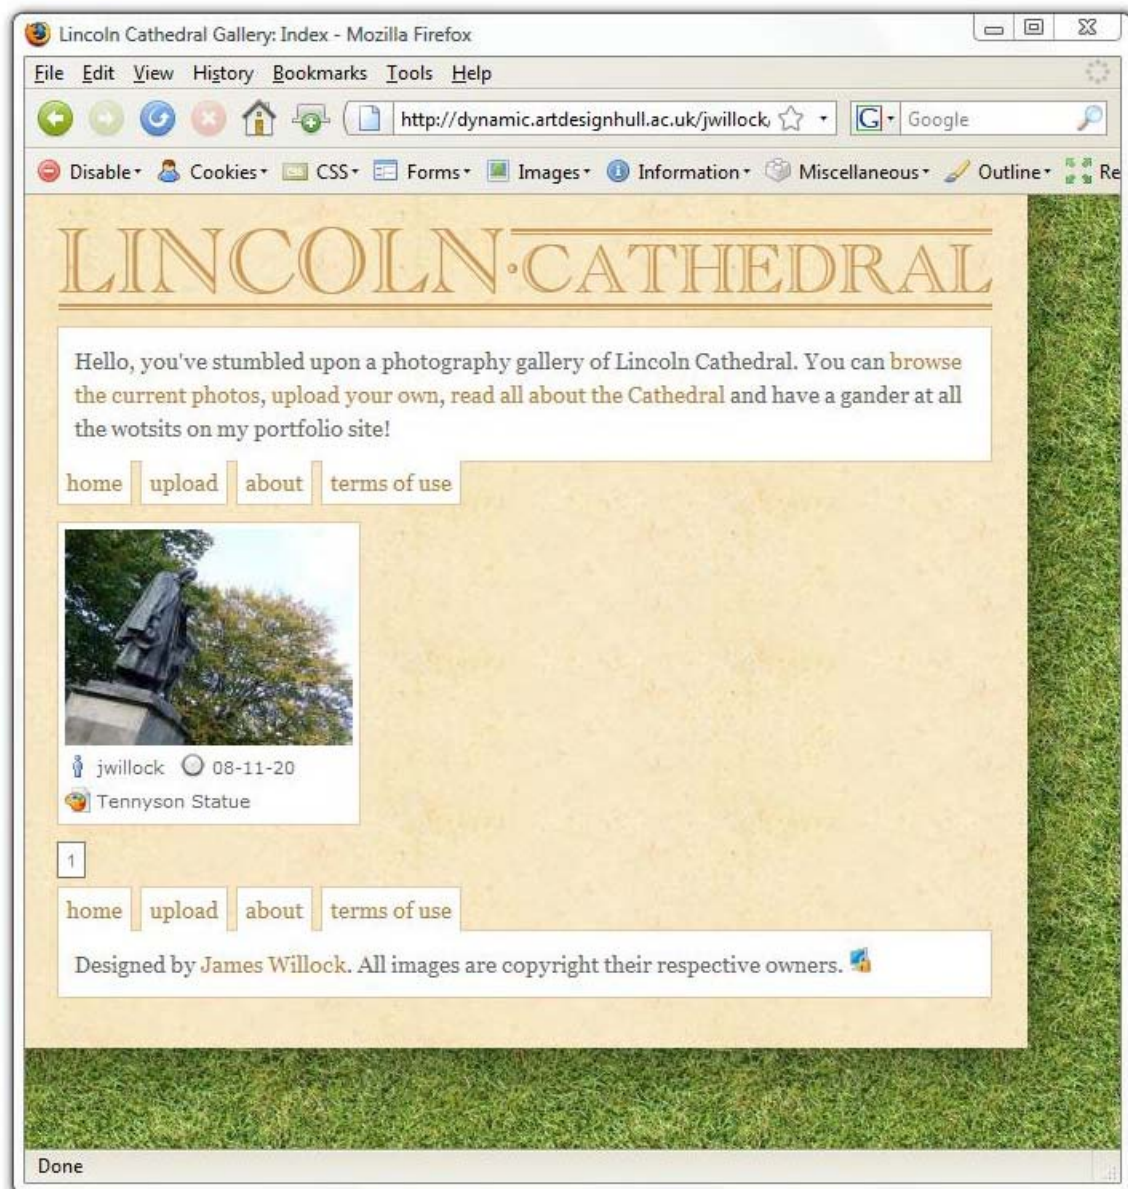 Lincoln Cathedral Gallery: Index - Mozilla Firefox
File Edit View History Bookmarks Tools Help
http://dynamic.artdesignhull.ac.uk/jwillock, G Google
Disable Cookies CSS Forms Images Information Miscellaneous Outline Re
LINCOLN·CATHEDRAL
Hello, you've stumbled upon a photography gallery of Lincoln Cathedral. You can browse
the current photos, upload your own, read all about the Cathedral and have a gander at all
the wotsits on my portfolio site!
home upload about terms of use
jwillock 08-11-20
Tennyson Statue
1
home upload about terms of use
Designed by James Willock. All images are copyright their respective owners.
Done